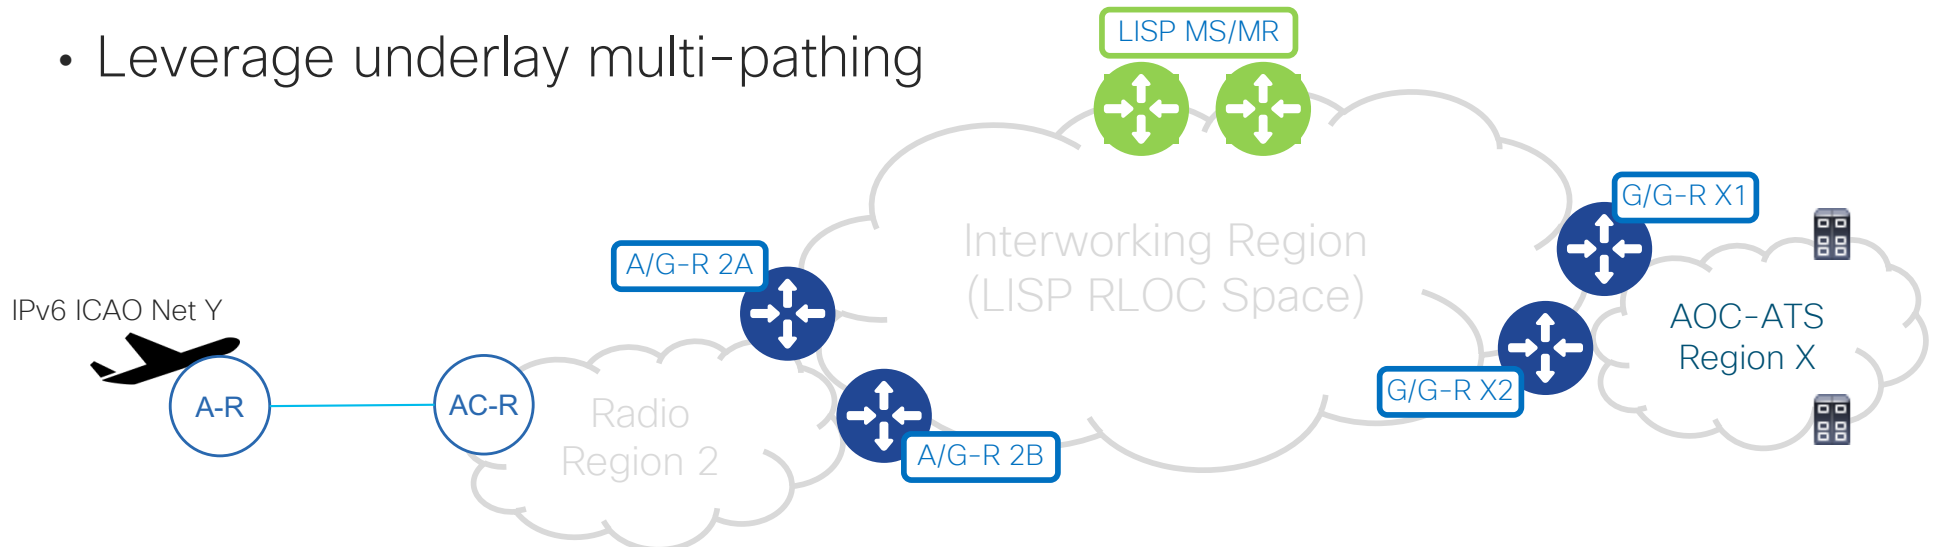 • Leverage underlay multi-pathing
LISP MS/MR
G/G-R X1
A/G-R 2A
Interworking Region
(LISP RLOC Space)
IPv6 ICAO Net Y
AOC-ATS
Region X
G/G-R X2
A-R
AC-R
Radio
Region 2
A/G-R 2B